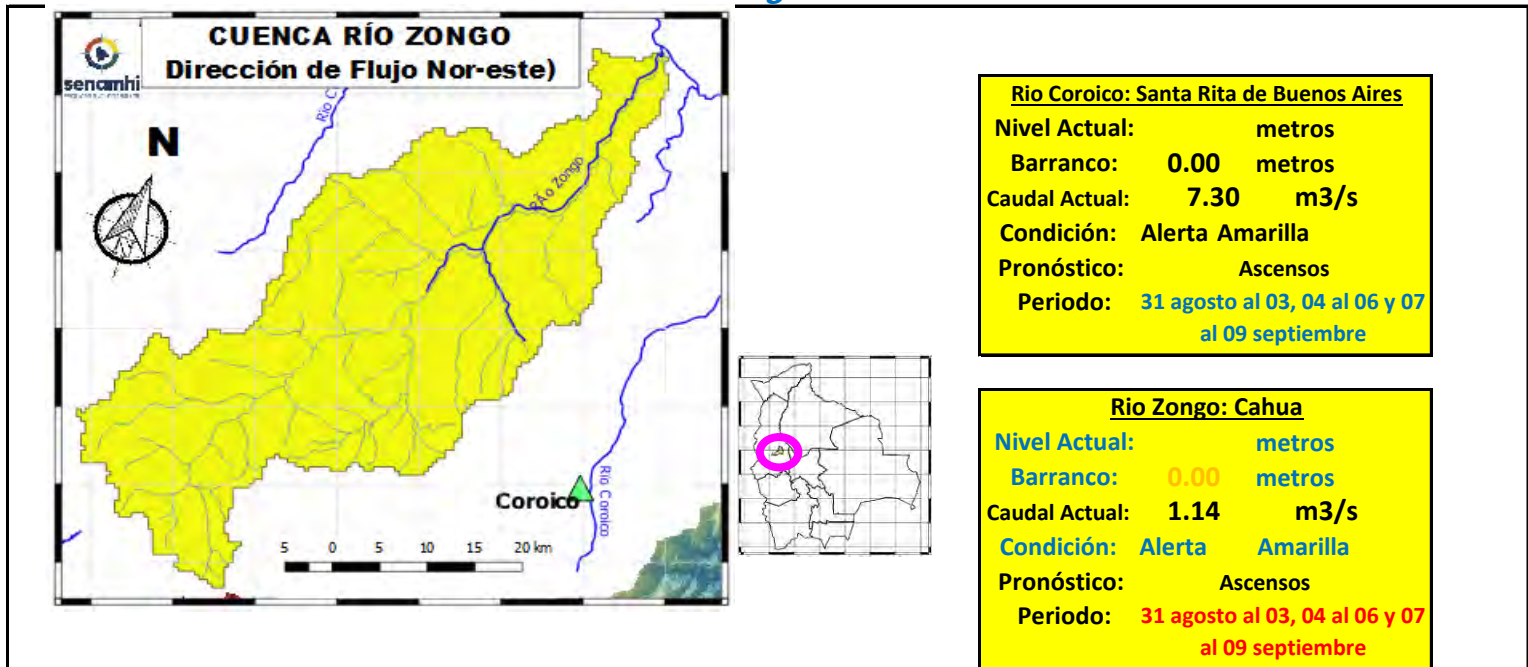 CUENCA RÍO ZONGO
Dirección de Flujo Nor-este)
senamhi
N
Río C
RÃo Zongo
Coroico
Río Coroico
5 0 5 10 15 20 km
Rio Coroico: Santa Rita de Buenos Aires
Nivel Actual: metros
Barranco: 0.00 metros
Caudal Actual: 7.30 m3/s
Condición: Alerta Amarilla
Pronóstico: Ascensos
Periodo: 31 agosto al 03, 04 al 06 y 07
al 09 septiembre
Rio Zongo: Cahua
Nivel Actual: metros
Barranco: 0.00 metros
Caudal Actual: 1.14 m3/s
Condición: Alerta Amarilla
Pronóstico: Ascensos
Periodo: 31 agosto al 03, 04 al 06 y 07
al 09 septiembre